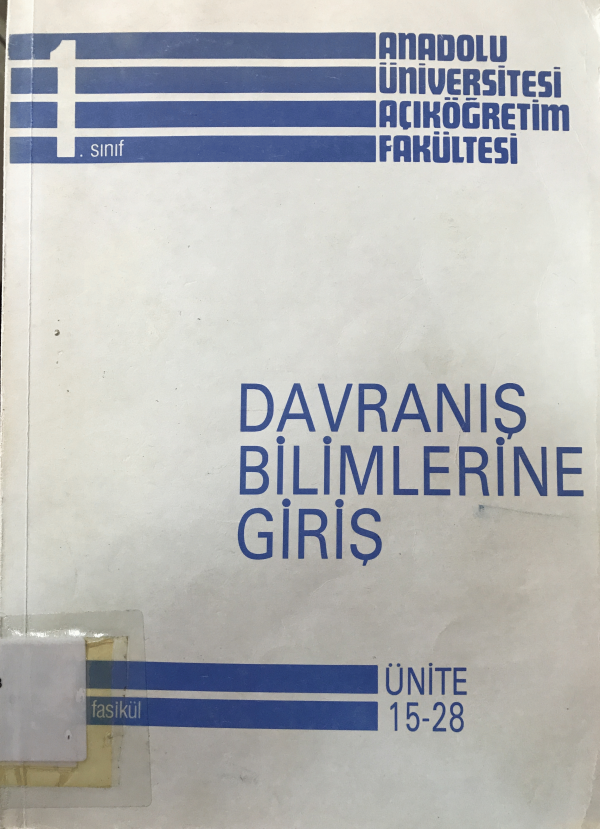 ANADOLU
ÜNİVERSİTESİ
AÇIKÖĞRETİM
FAKÜLTESİ
1. sınıf
DAVRANIŞ
BİLİMLERİNE
GİRİŞ
fasikül
ÜNİTE
15-28